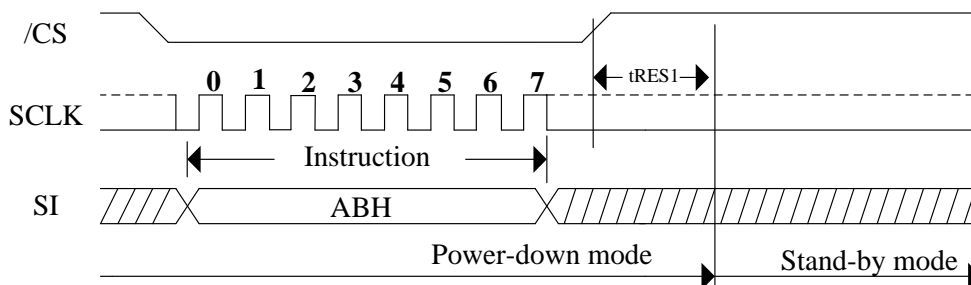 /CS
tRES1
0 1 2 3 4 5 6 7
SCLK
Instruction
SI
ABH
Power-down mode
Stand-by mode